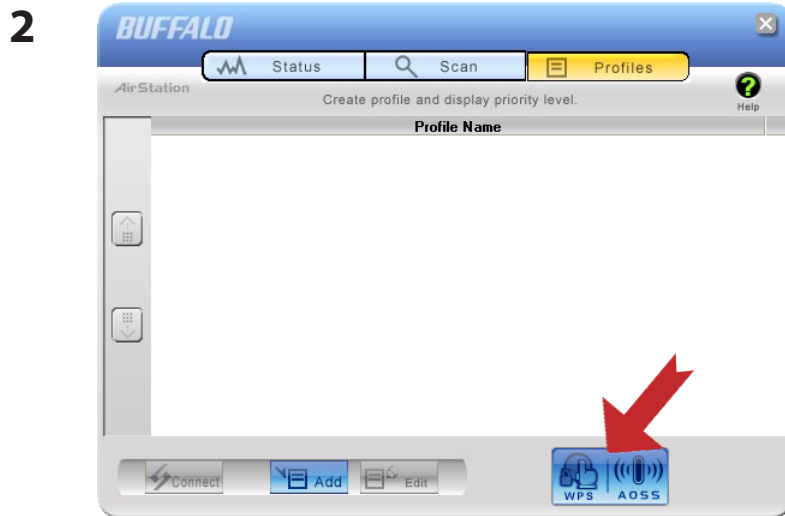 2
BUFFALO
Status Scan Profiles
AirStation
Create profile and display priority level.
Help
Profile Name
Connect Add Edit
WPS AOSS